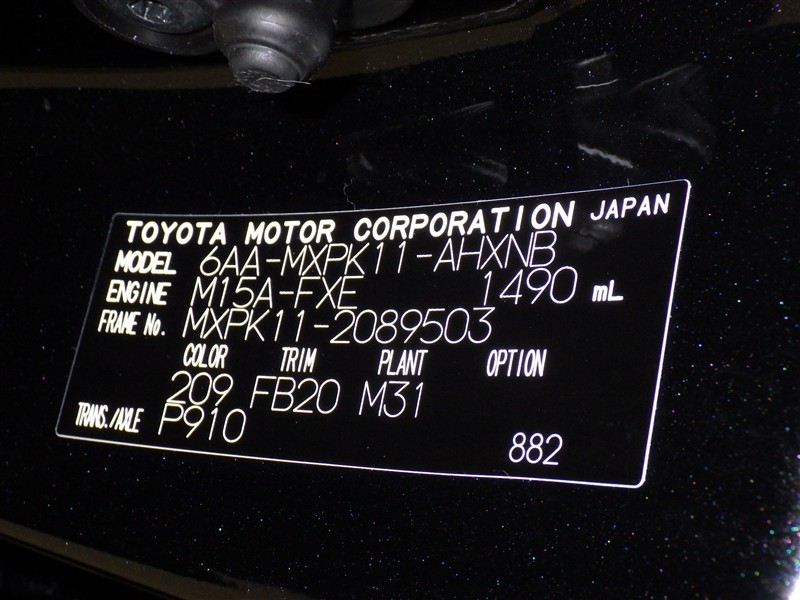 TOYOTA MOTOR CORPORATION JAPAN
MODEL 6AA-MXPK11-AHXNB
ENGINE M15A-FXE 1490 mL
FRAME No. MXPK11-2089503
COLOR TRIM PLANT OPTION
209 FB20 M31
TRANS./AXLE P910
882